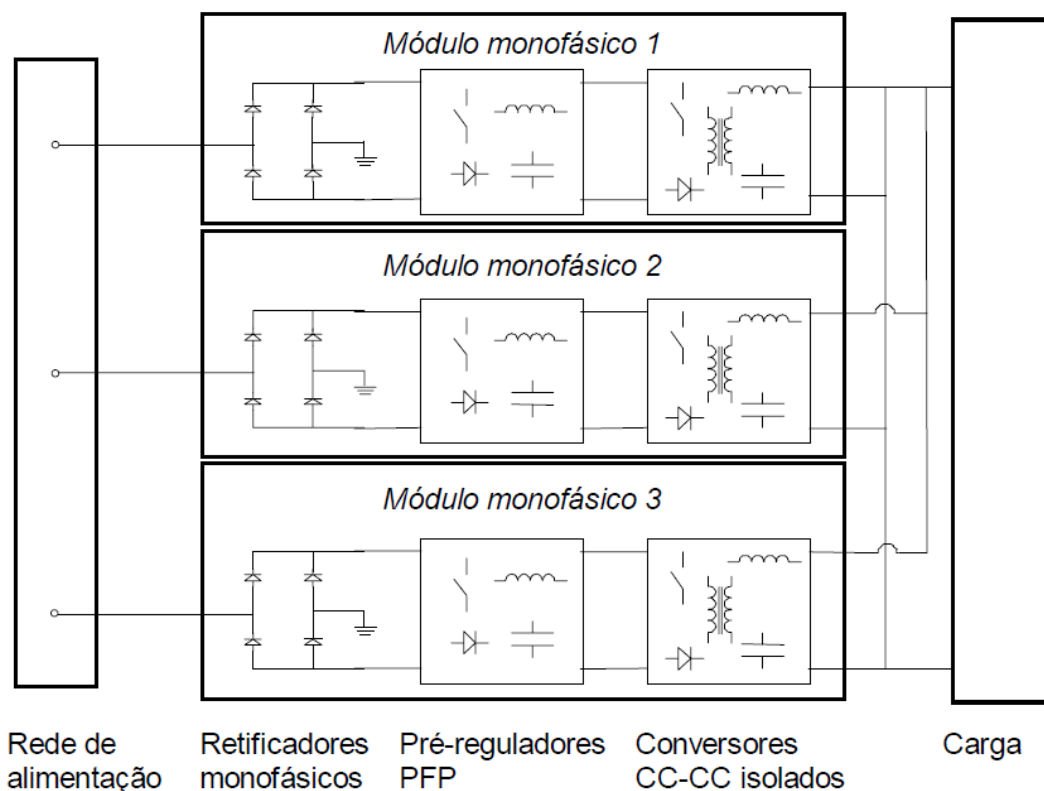 Módulo monofásico 1
Módulo monofásico 2
Módulo monofásico 3
Rede de
alimentação
Retificadores
monofásicos
Pré-reguladores
PFP
Conversores
CC-CC isolados
Carga